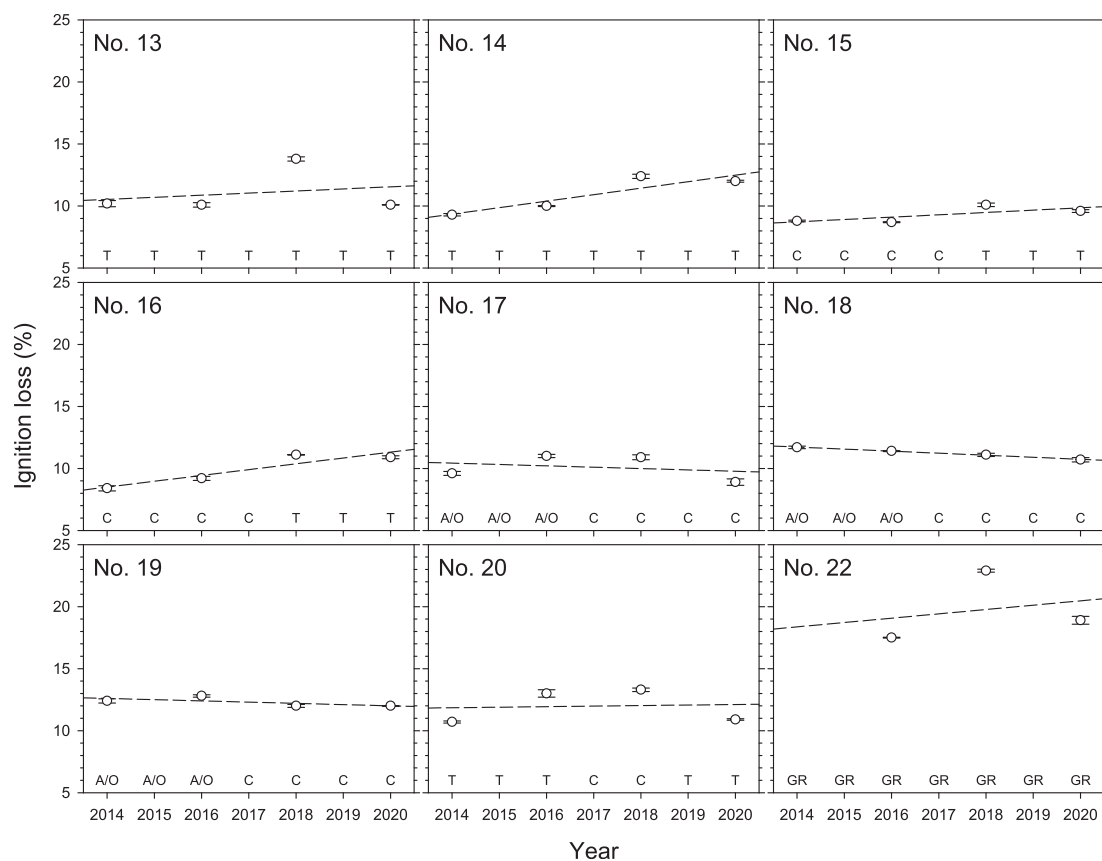 25
20
15
10
5
No. 13
T T T T T T T
No. 14
T T T T T T T
No. 15
C C C C T T T
25
20
15
10
5
No. 16
C C C C T T T
No. 17
A/O A/O A/O C C C C
No. 18
A/O A/O A/O C C C C
25
20
15
10
5
No. 19
A/O A/O A/O C C C C
No. 20
T T T C C T T
No. 22
GR GR GR GR GR GR GR
2014 2015 2016 2017 2018 2019 2020
2014 2015 2016 2017 2018 2019 2020
2014 2015 2016 2017 2018 2019 2020
Ignition loss (%)
Year